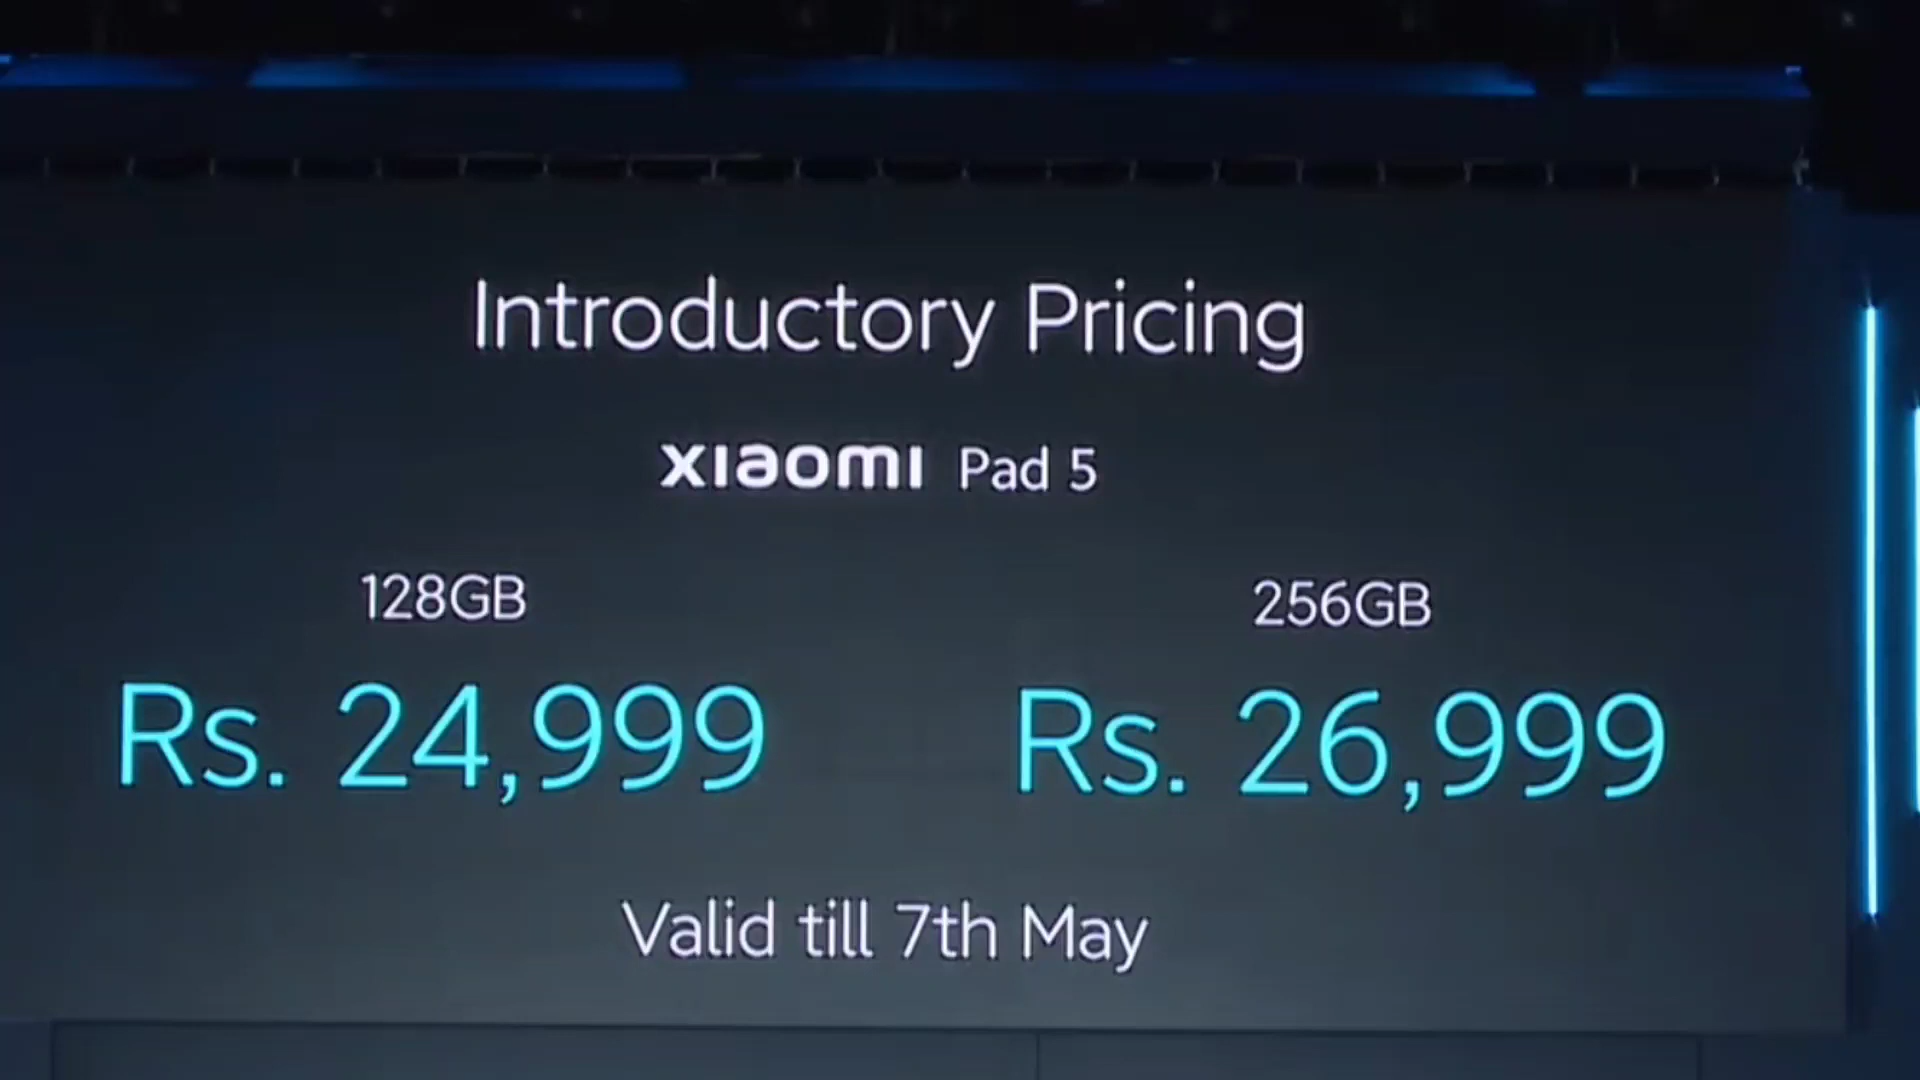 Introductory Pricing
xiaomi Pad 5
128GB
256GB
Rs. 24,999
Rs. 26,999
Valid till 7th May